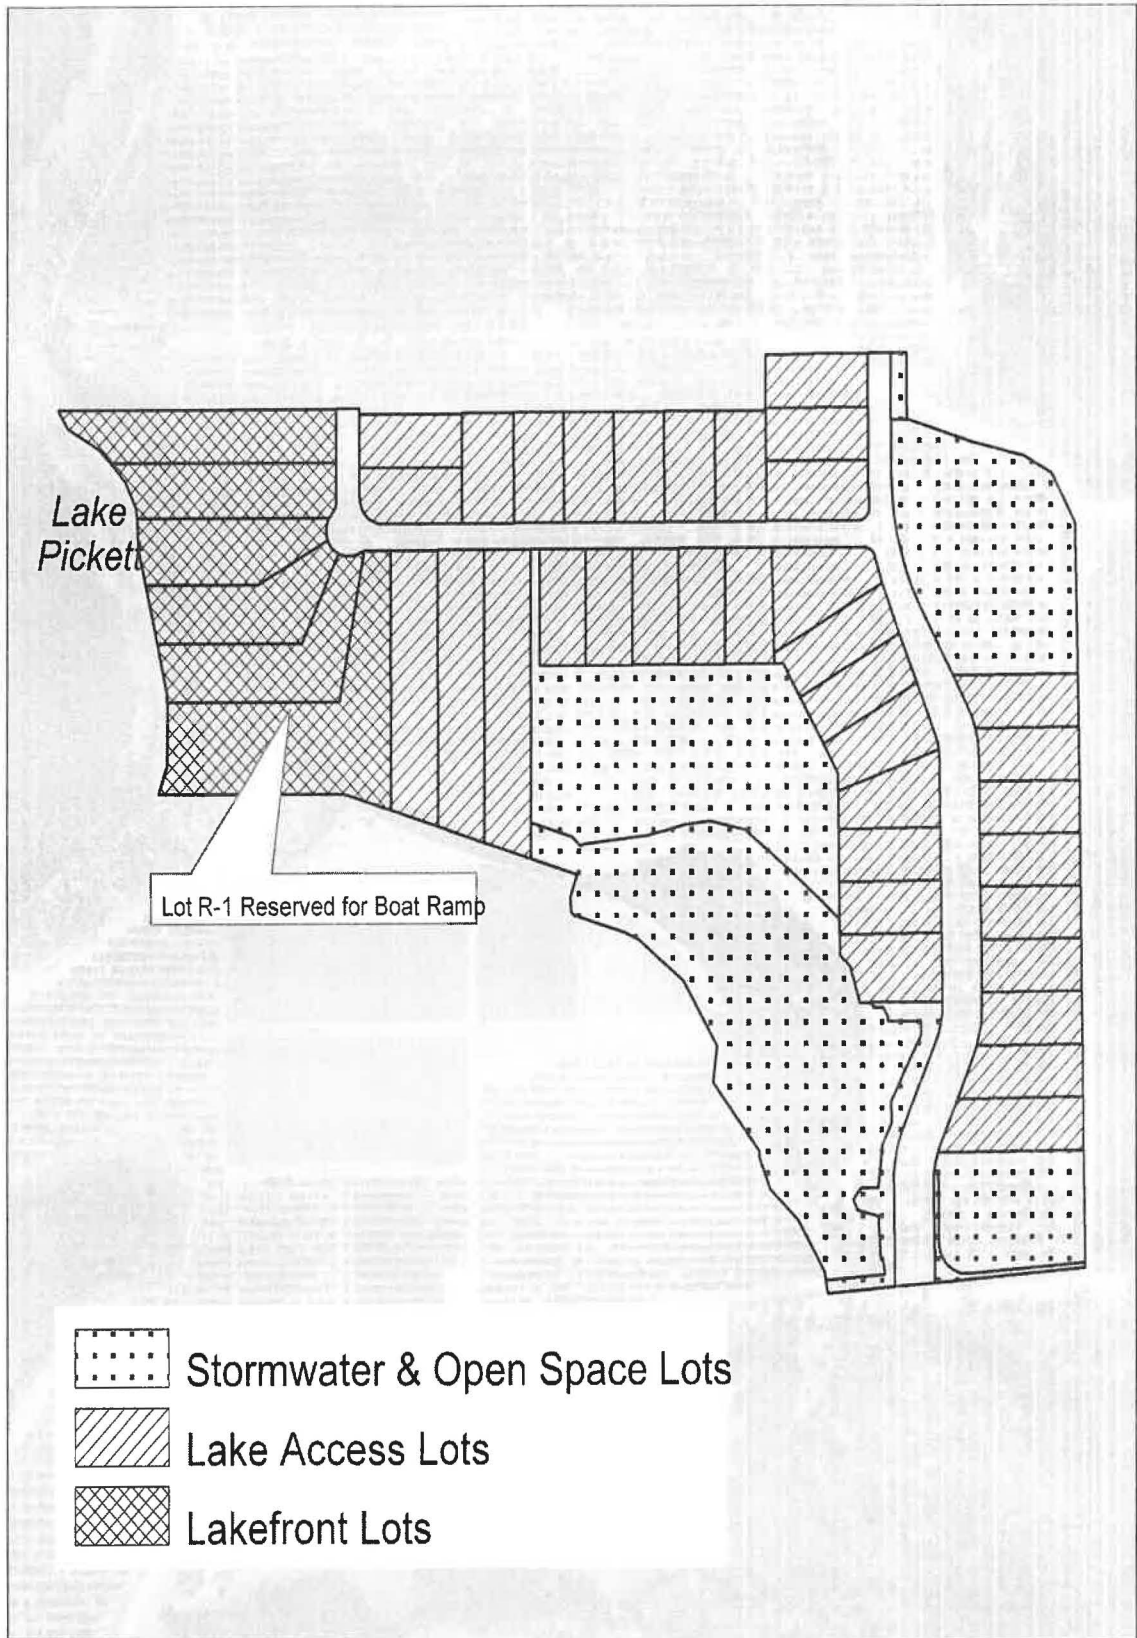 Lake
Pickett
Lot R-1 Reserved for Boat Ramp
Stormwater & Open Space Lots
Lake Access Lots
Lakefront Lots